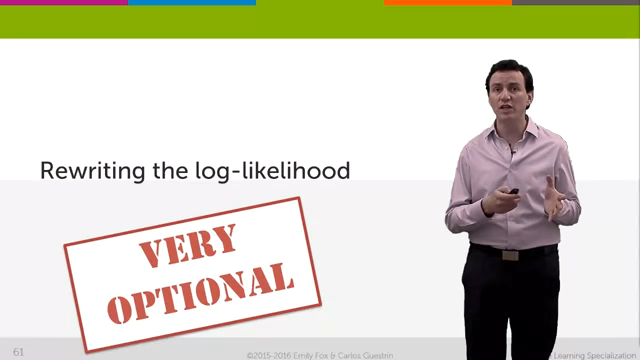 Rewriting the log-likelihood
VERY
OPTIONAL
61
©2015-2016 Emily Fox & Carlos Guestrin
Learning Specialization